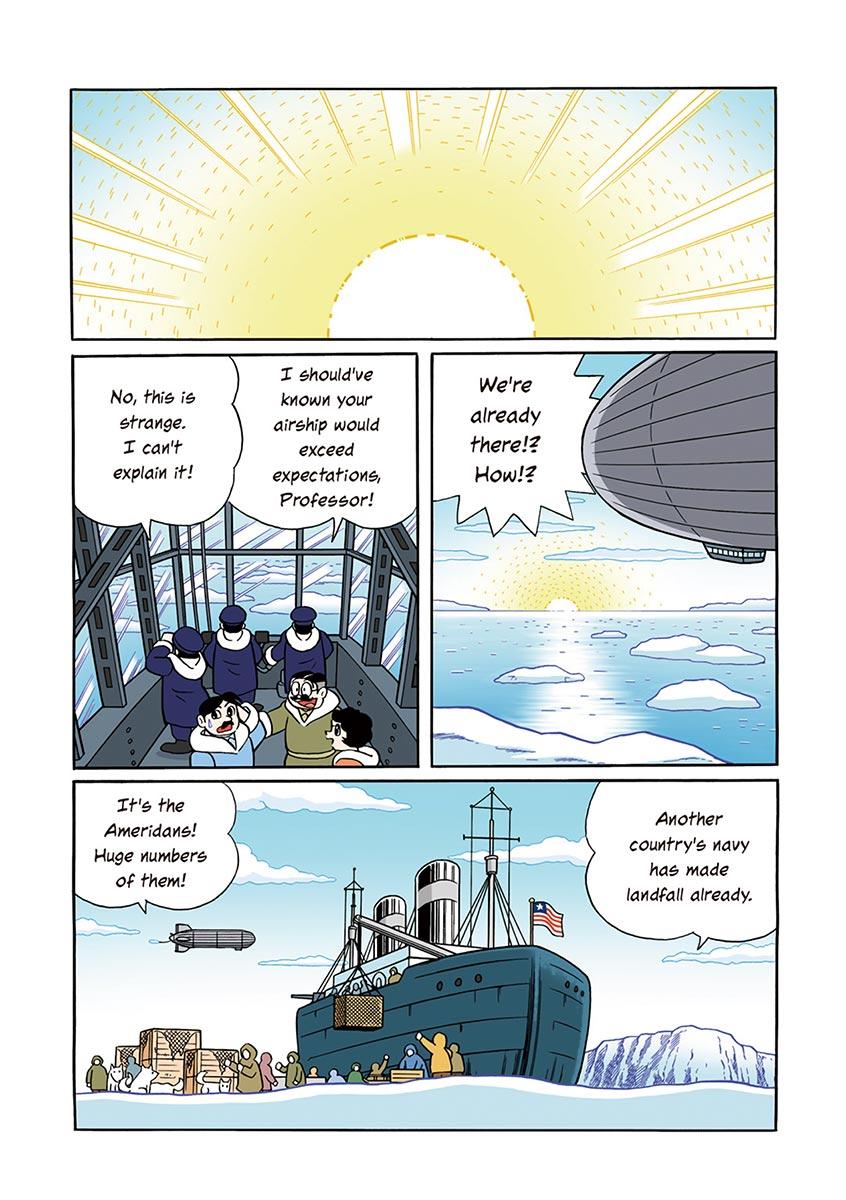 We're
already
there!?
How!?
I should've
known your
airship would
exceed
expectations,
Professor!
No, this is
strange.
I can't
explain it!
Another
country's navy
has made
landfall already.
It's the
Ameridans!
Huge numbers
of them!